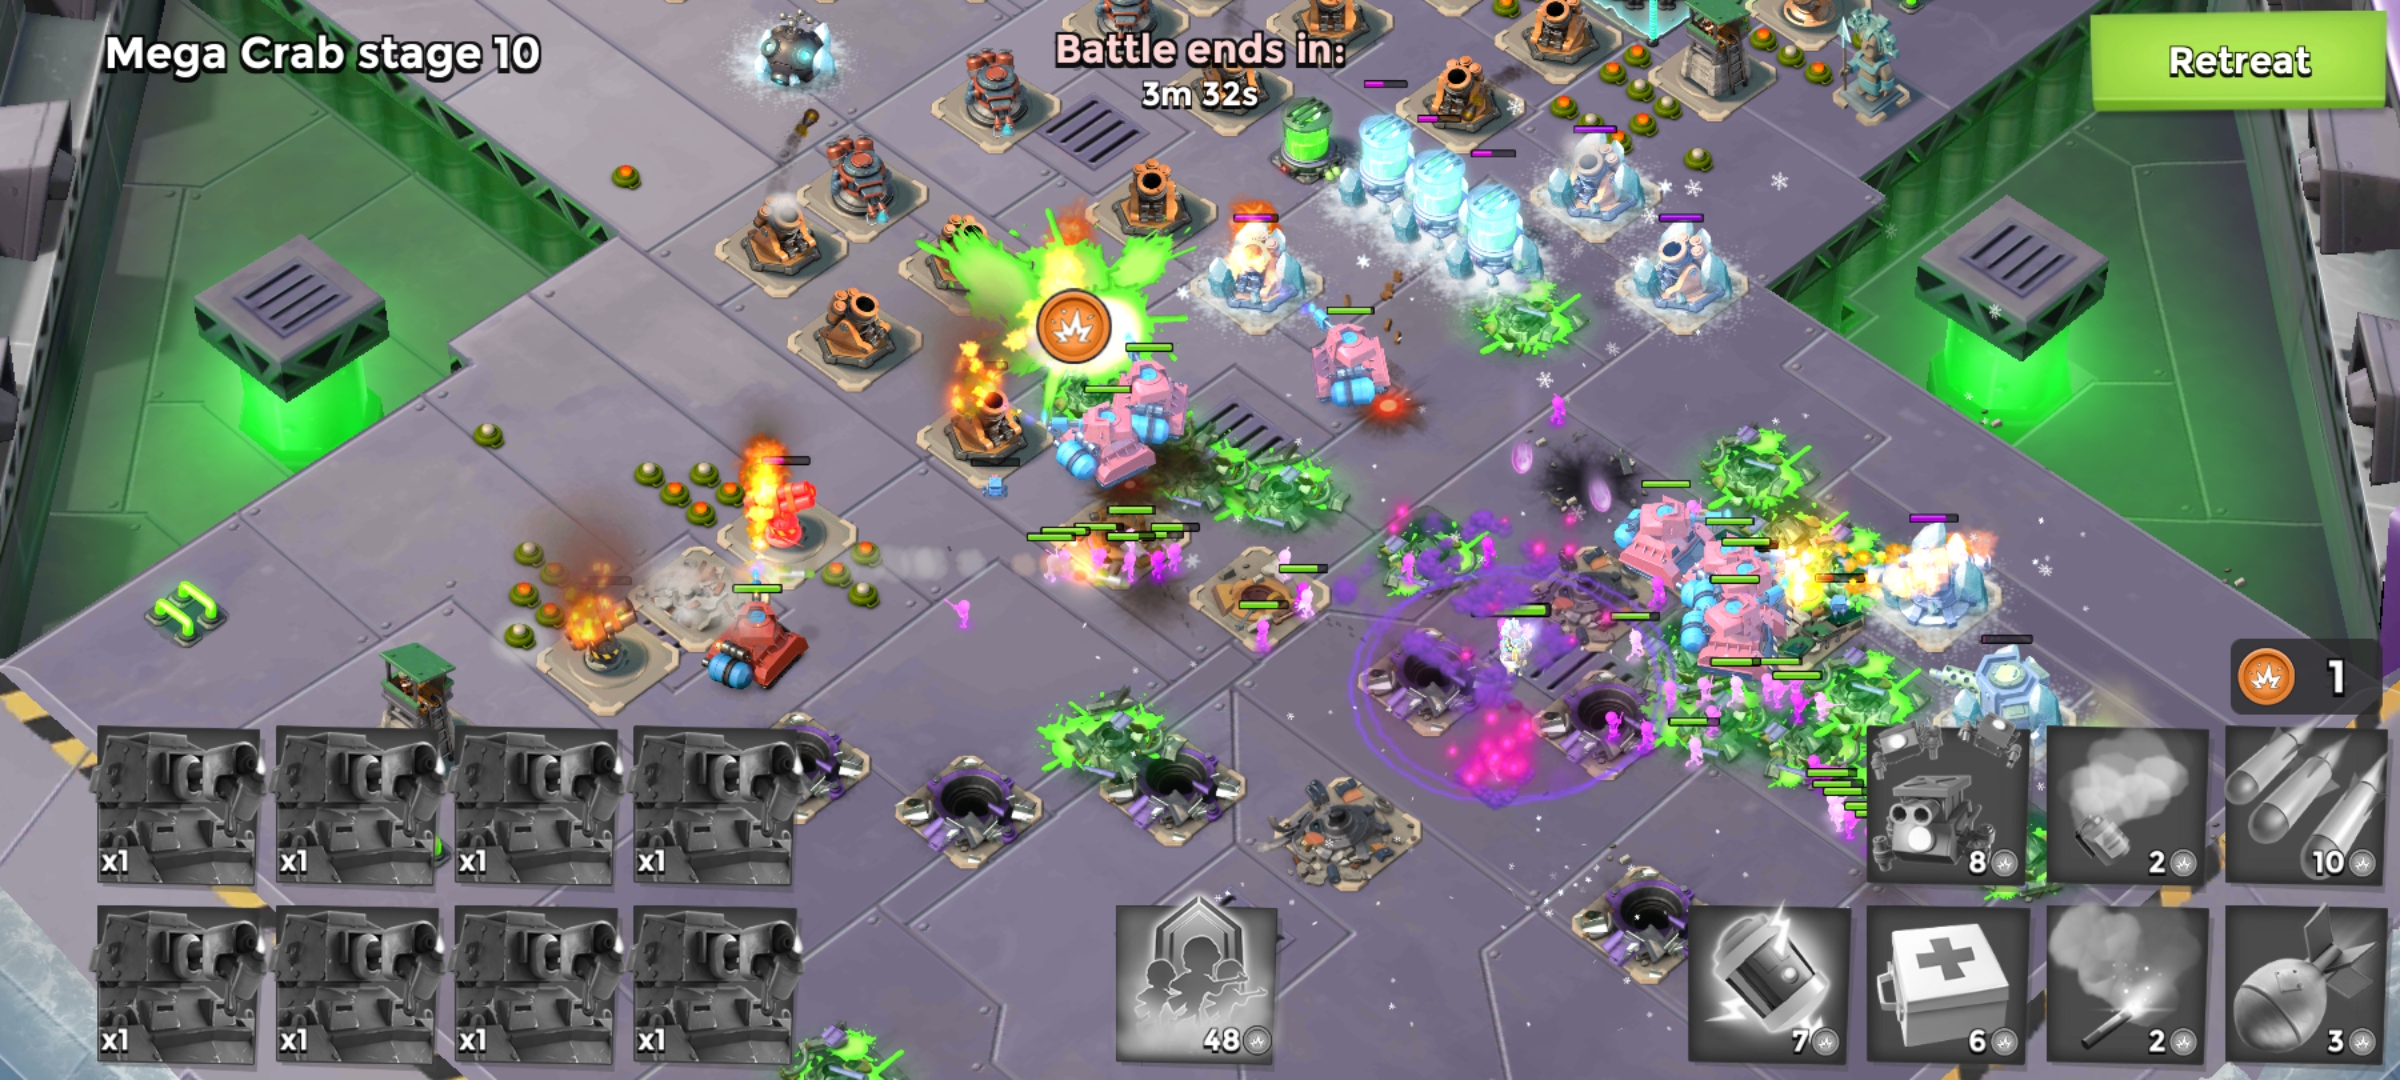 Mega Crab stage 10
Battle ends in:
3m 32s
Retreat
1
x1
x1
x1
x1
8
2
10
x1
x1
x1
x1
48
7
6
2
3